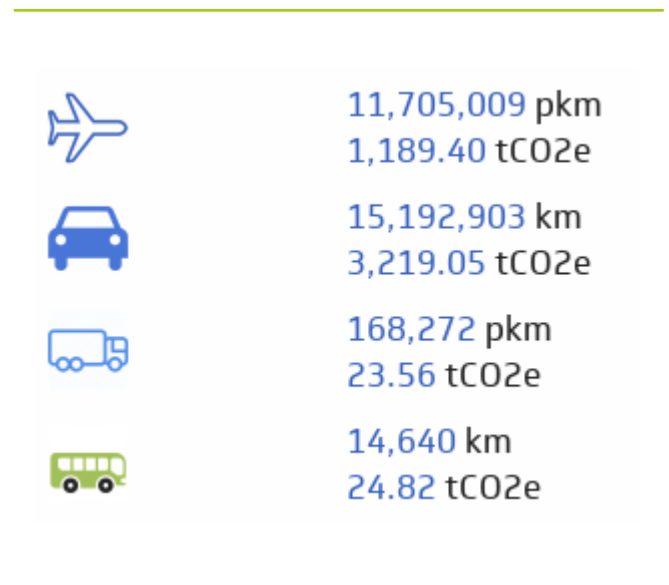 11,705,009 pkm
1,189.40 tCO2e
15,192,903 km
3,219.05 tCO2e
168,272 pkm
23.56 tCO2e
14,640 km
24.82 tCO2e